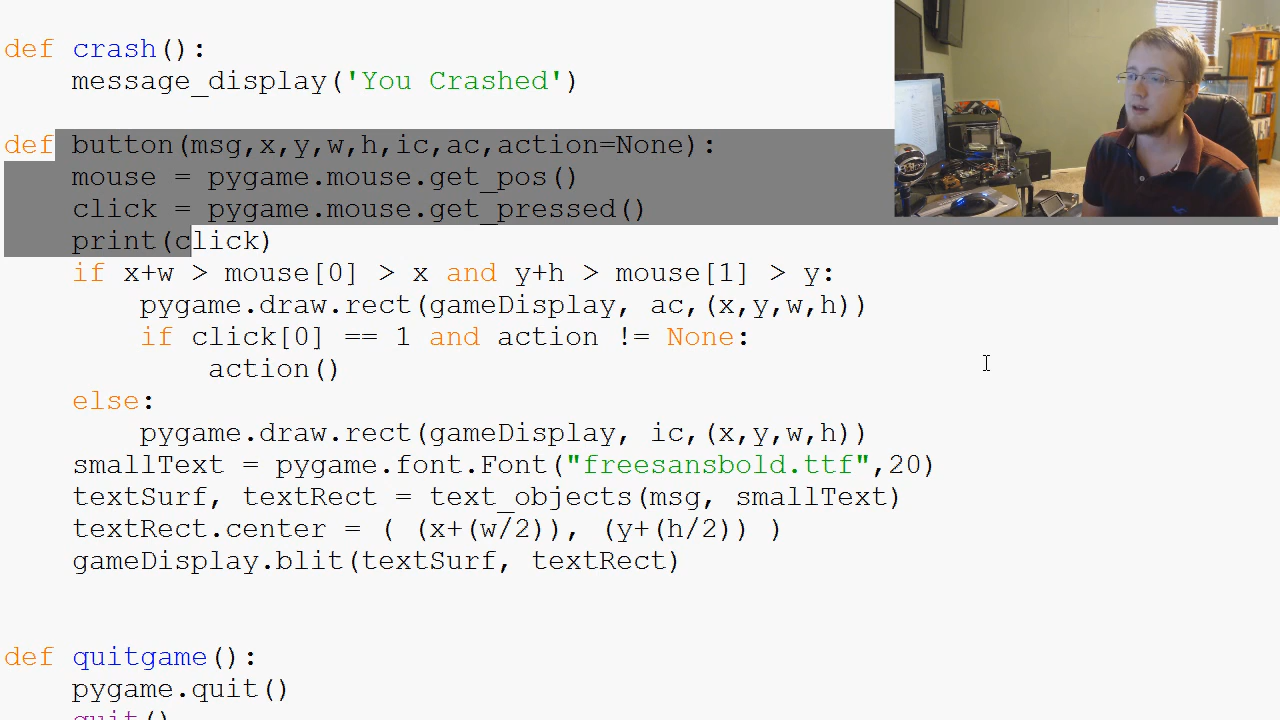 def crash():
    message_display('You Crashed')
def button(msg,x,y,w,h,ic,ac,action=None):
    mouse = pygame.mouse.get_pos()
    click = pygame.mouse.get_pressed()
    print(click)
    if x+w > mouse[0] > x and y+h > mouse[1] > y:
        pygame.draw.rect(gameDisplay, ac,(x,y,w,h))
        if click[0] == 1 and action != None:
            action()
    else:
        pygame.draw.rect(gameDisplay, ic,(x,y,w,h))
    smallText = pygame.font.Font("freesansbold.ttf",20)
    textSurf, textRect = text_objects(msg, smallText)
    textRect.center = ( (x+(w/2)), (y+(h/2)) )
    gameDisplay.blit(textSurf, textRect)
def quitgame():
    pygame.quit()
    quit()